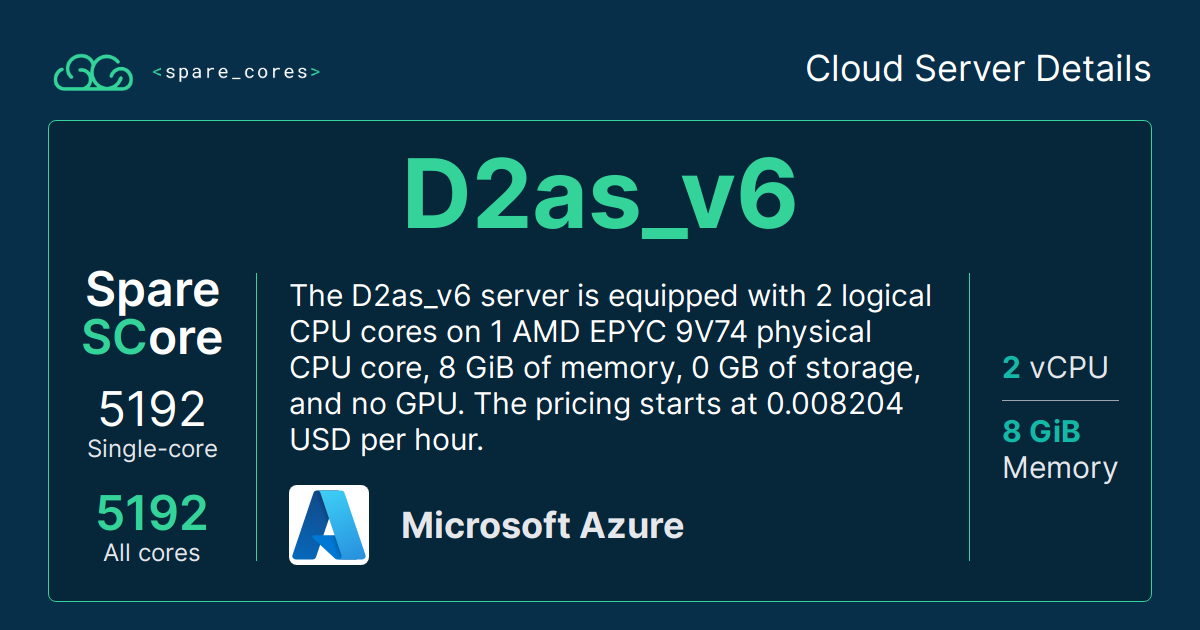 <spare_cores>
Cloud Server Details
D2as_v6
Spare
SCore
5192
Single-core
5192
All cores
The D2as_v6 server is equipped with 2 logical
CPU cores on 1 AMD EPYC 9V74 physical
CPU core, 8 GiB of memory, 0 GB of storage,
and no GPU. The pricing starts at 0.008204
USD per hour.
Microsoft Azure
2 vCPU
8 GiB
Memory